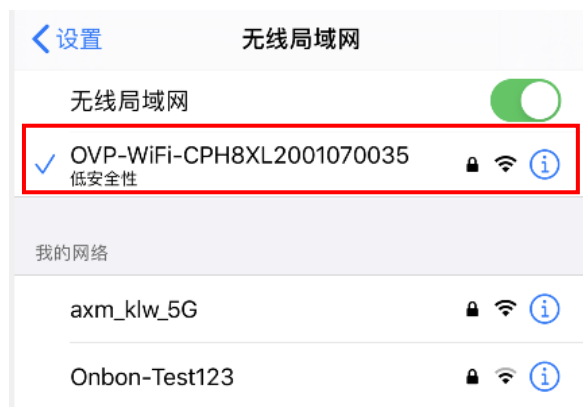 设置
无线局域网
无线局域网
OVP-WiFi-CPH8XL2001070035
低安全性
我的网络
axm_klw_5G
Onbon-Test123